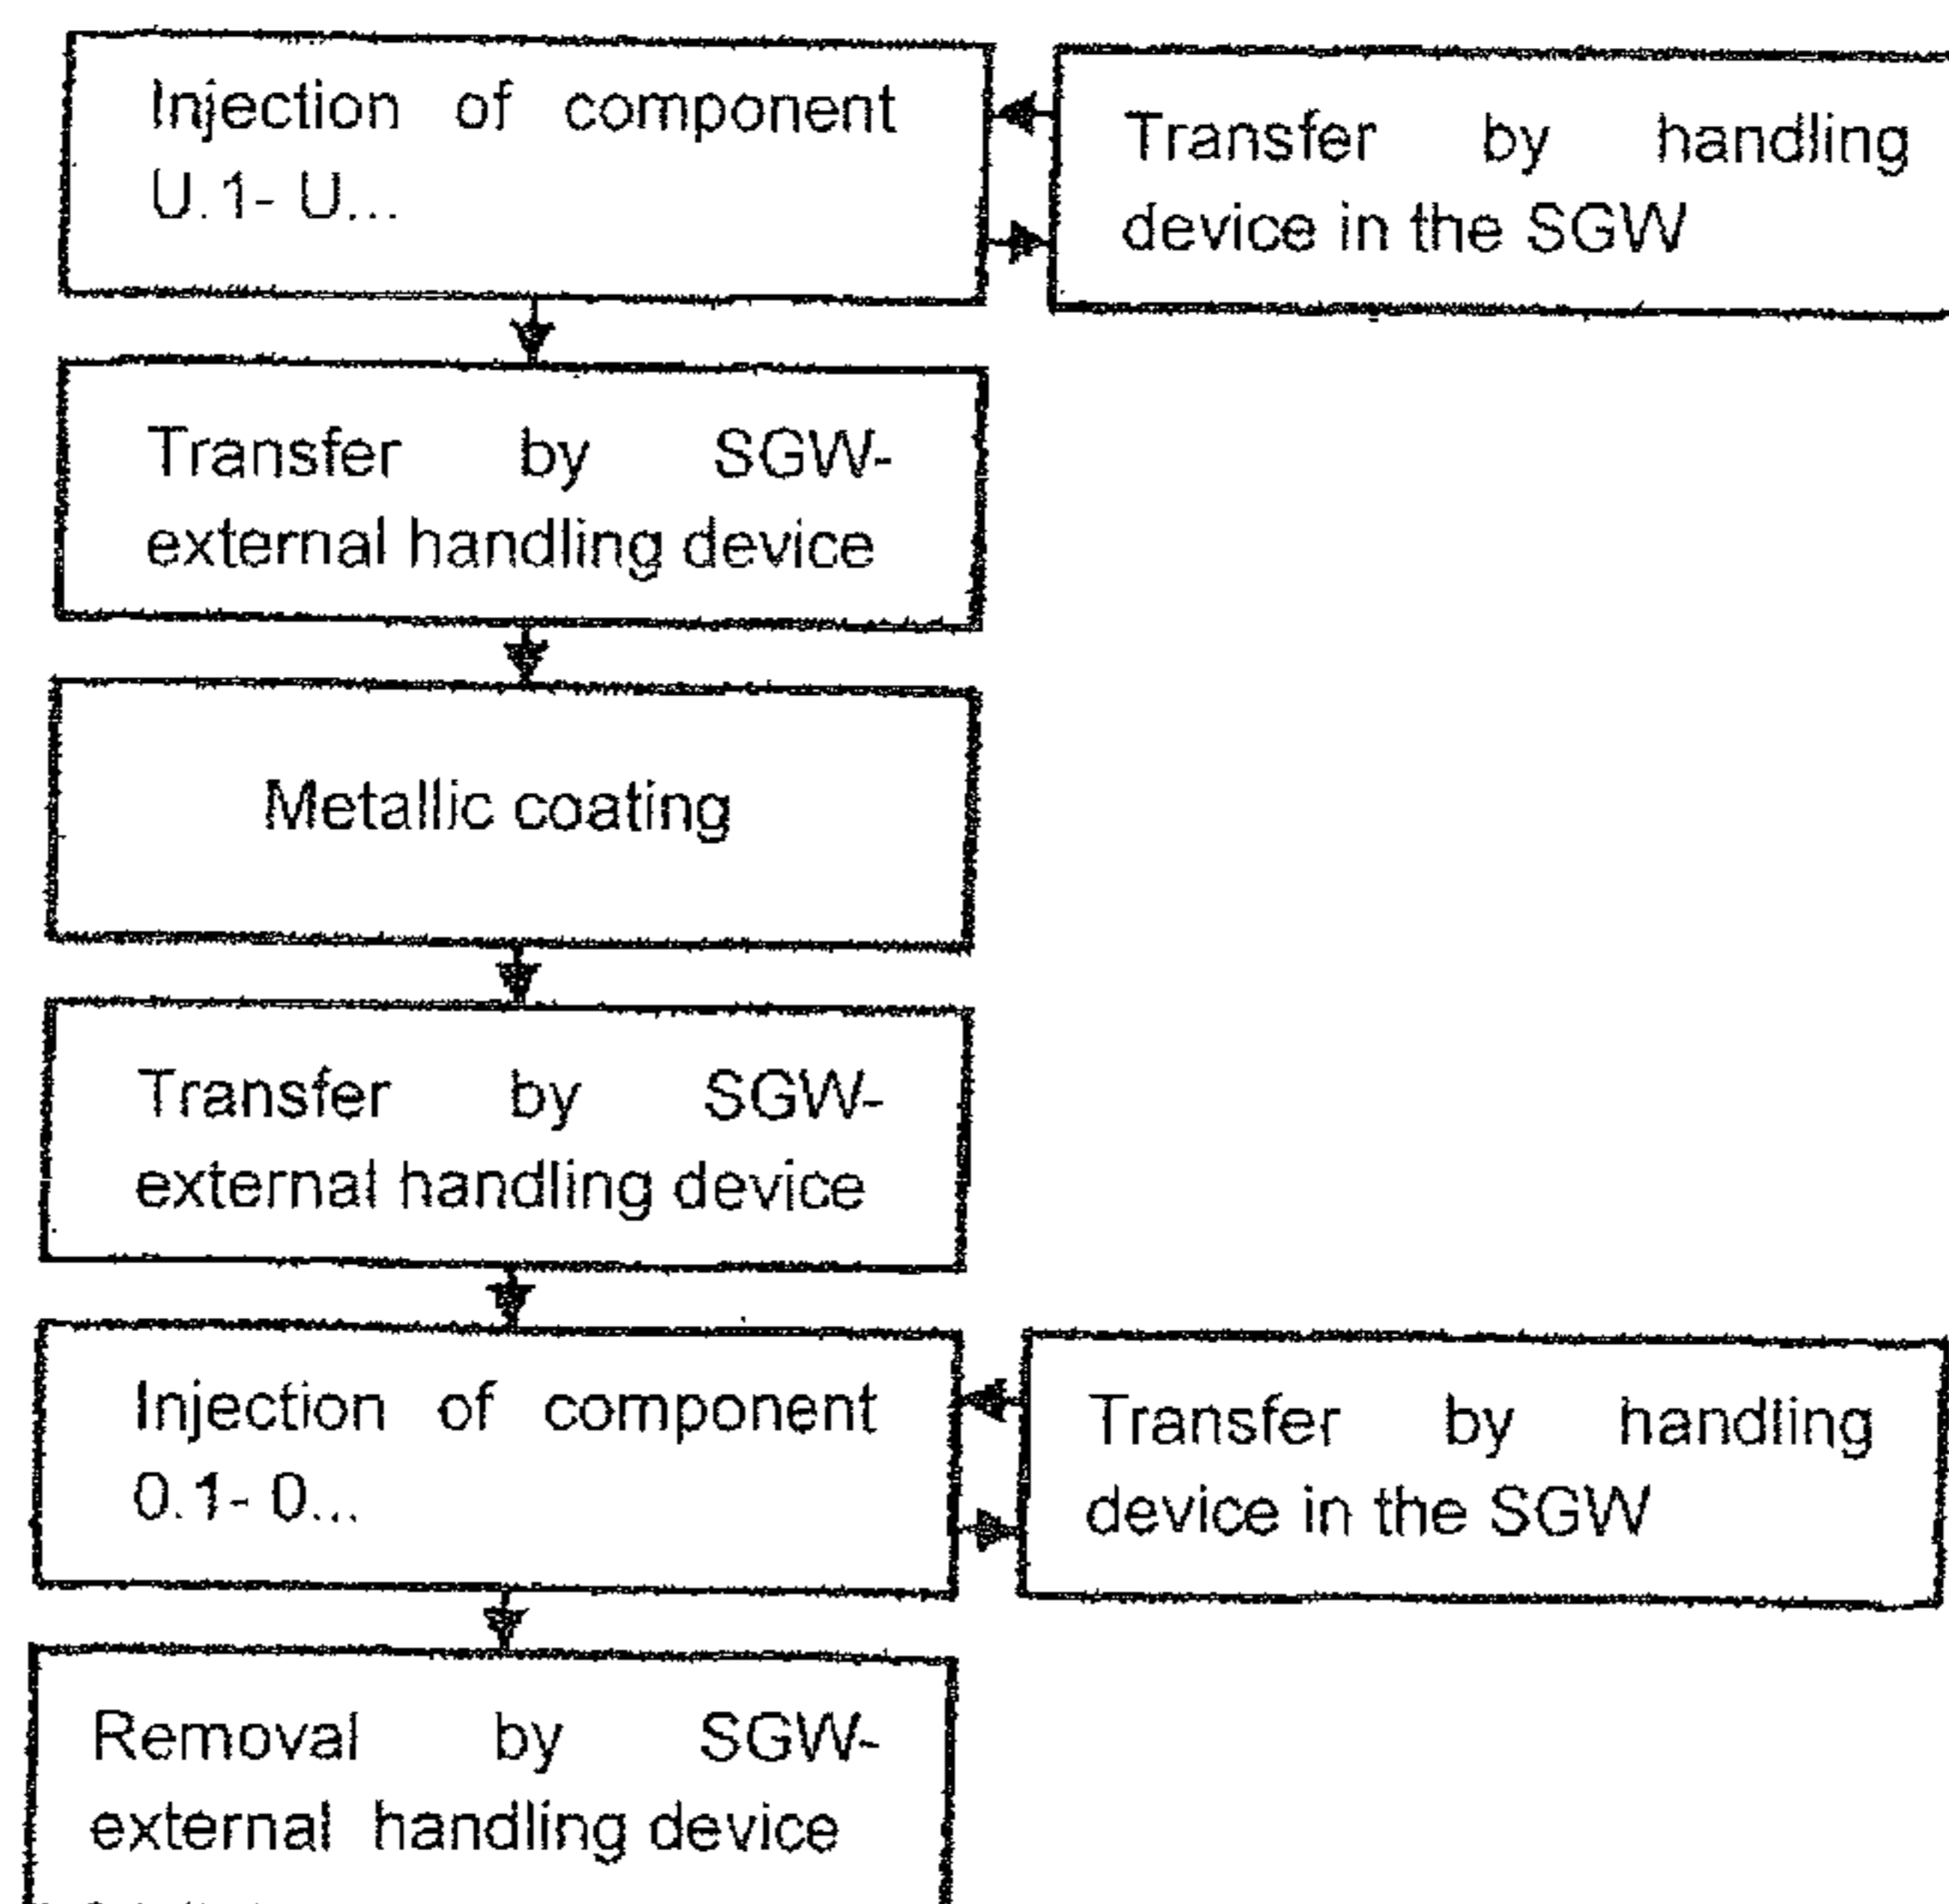 Injection of component
U.1- U...
Transfer by handling
device in the SGW
Transfer by SGW-
external handling device
Metallic coating
Transfer by SGW-
external handling device
Injection of component
0.1- 0...
Transfer by handling
device in the SGW
Removal by SGW-
external handling device